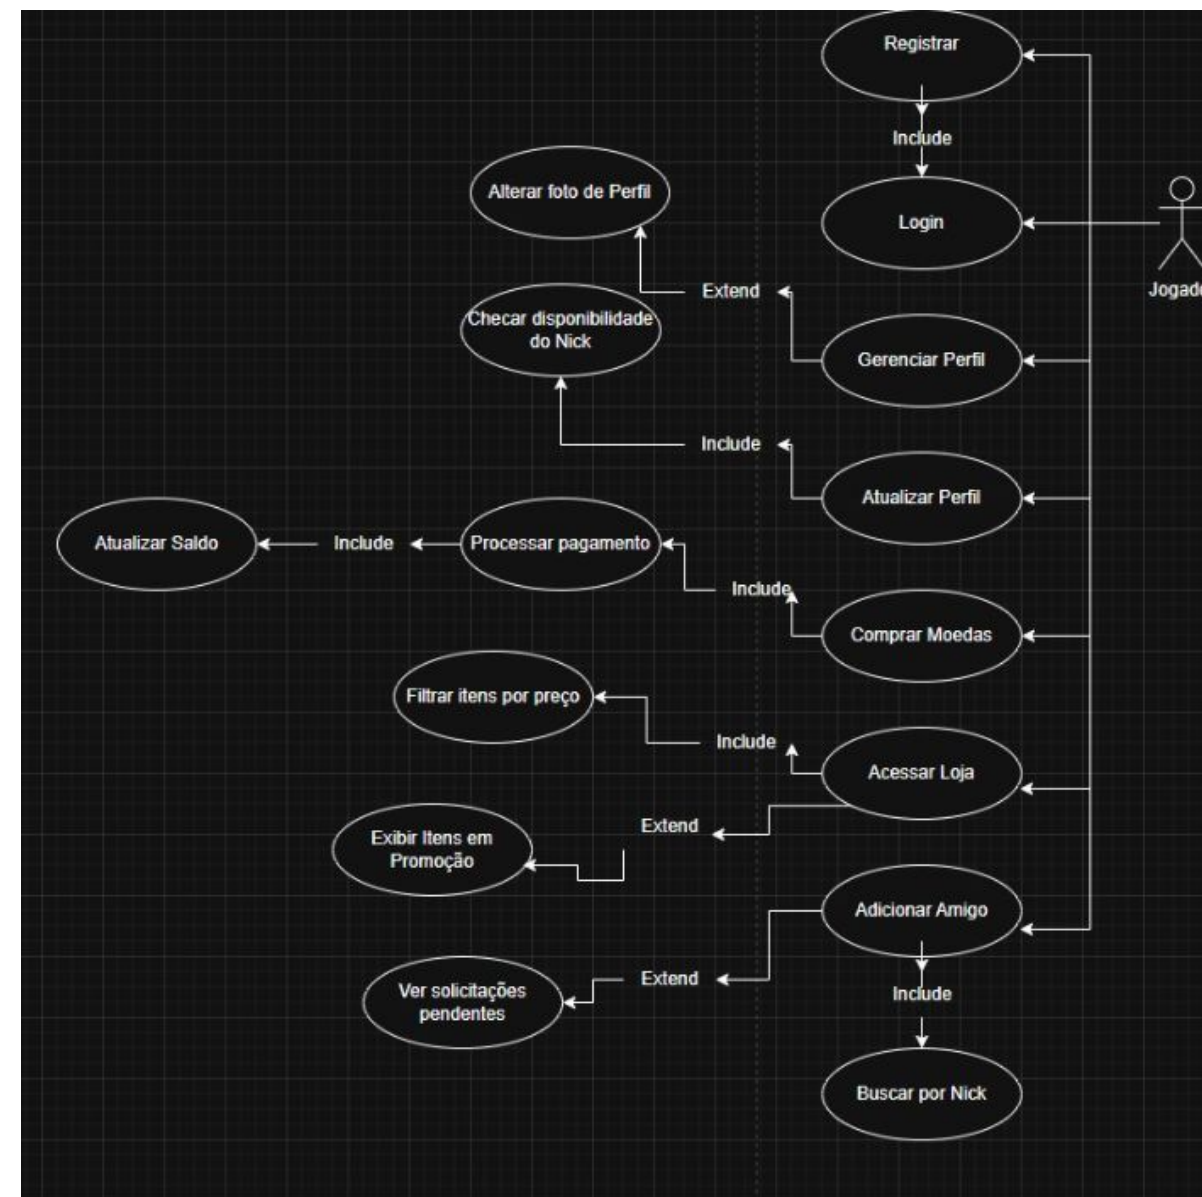 Registrar
Include
Alterar foto de Perfil
Login
Extend
Jogado
Checar disponibilidade
do Nick
Gerenciar Perfil
Include
Atualizar Perfil
Atualizar Saldo
Include
Processar pagamento
Include
Comprar Moedas
Filtrar itens por preço
Include
Acessar Loja
Extend
Exibir Itens em
Promoção
Adicionar Amigo
Extend
Ver solicitações
pendentes
Include
Buscar por Nick